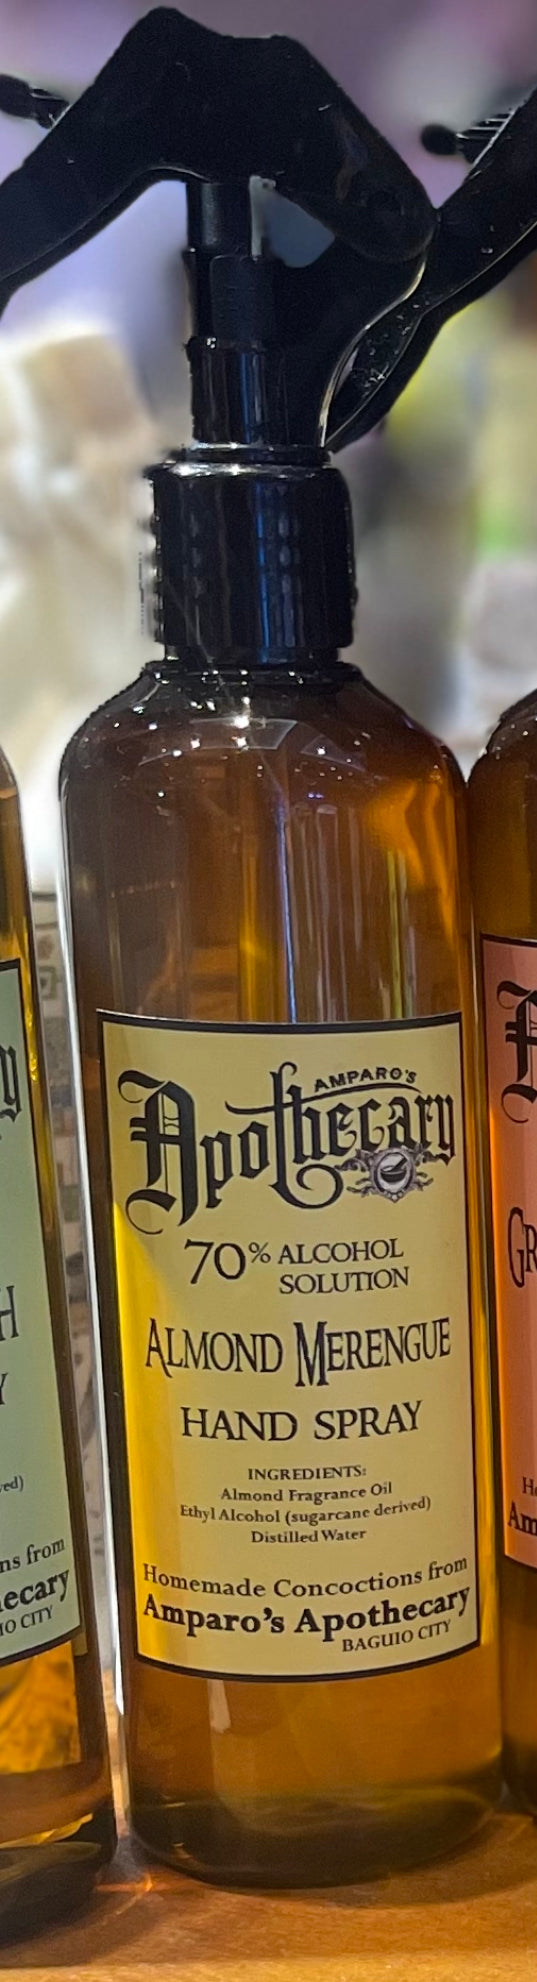 AMPARO'S
Apothecary
70% ALCOHOL
SOLUTION
ALMOND MERENGUE
HAND SPRAY
INGREDIENTS:
Almond Fragrance Oil
Ethyl Alcohol (sugarcane derived)
Distilled Water
Homemade Concoctions from
Amparo's Apothecary
BAGUIO CITY